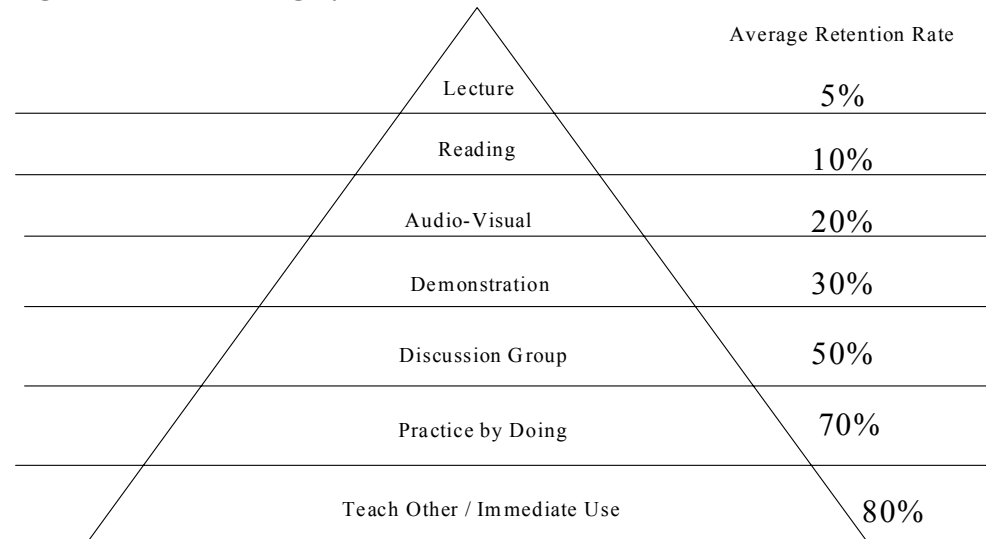 Average Retention Rate
Lecture 5%
Reading 10%
Audio-Visual 20%
Demonstration 30%
Discussion Group 50%
Practice by Doing 70%
Teach Other / Immediate Use 80%